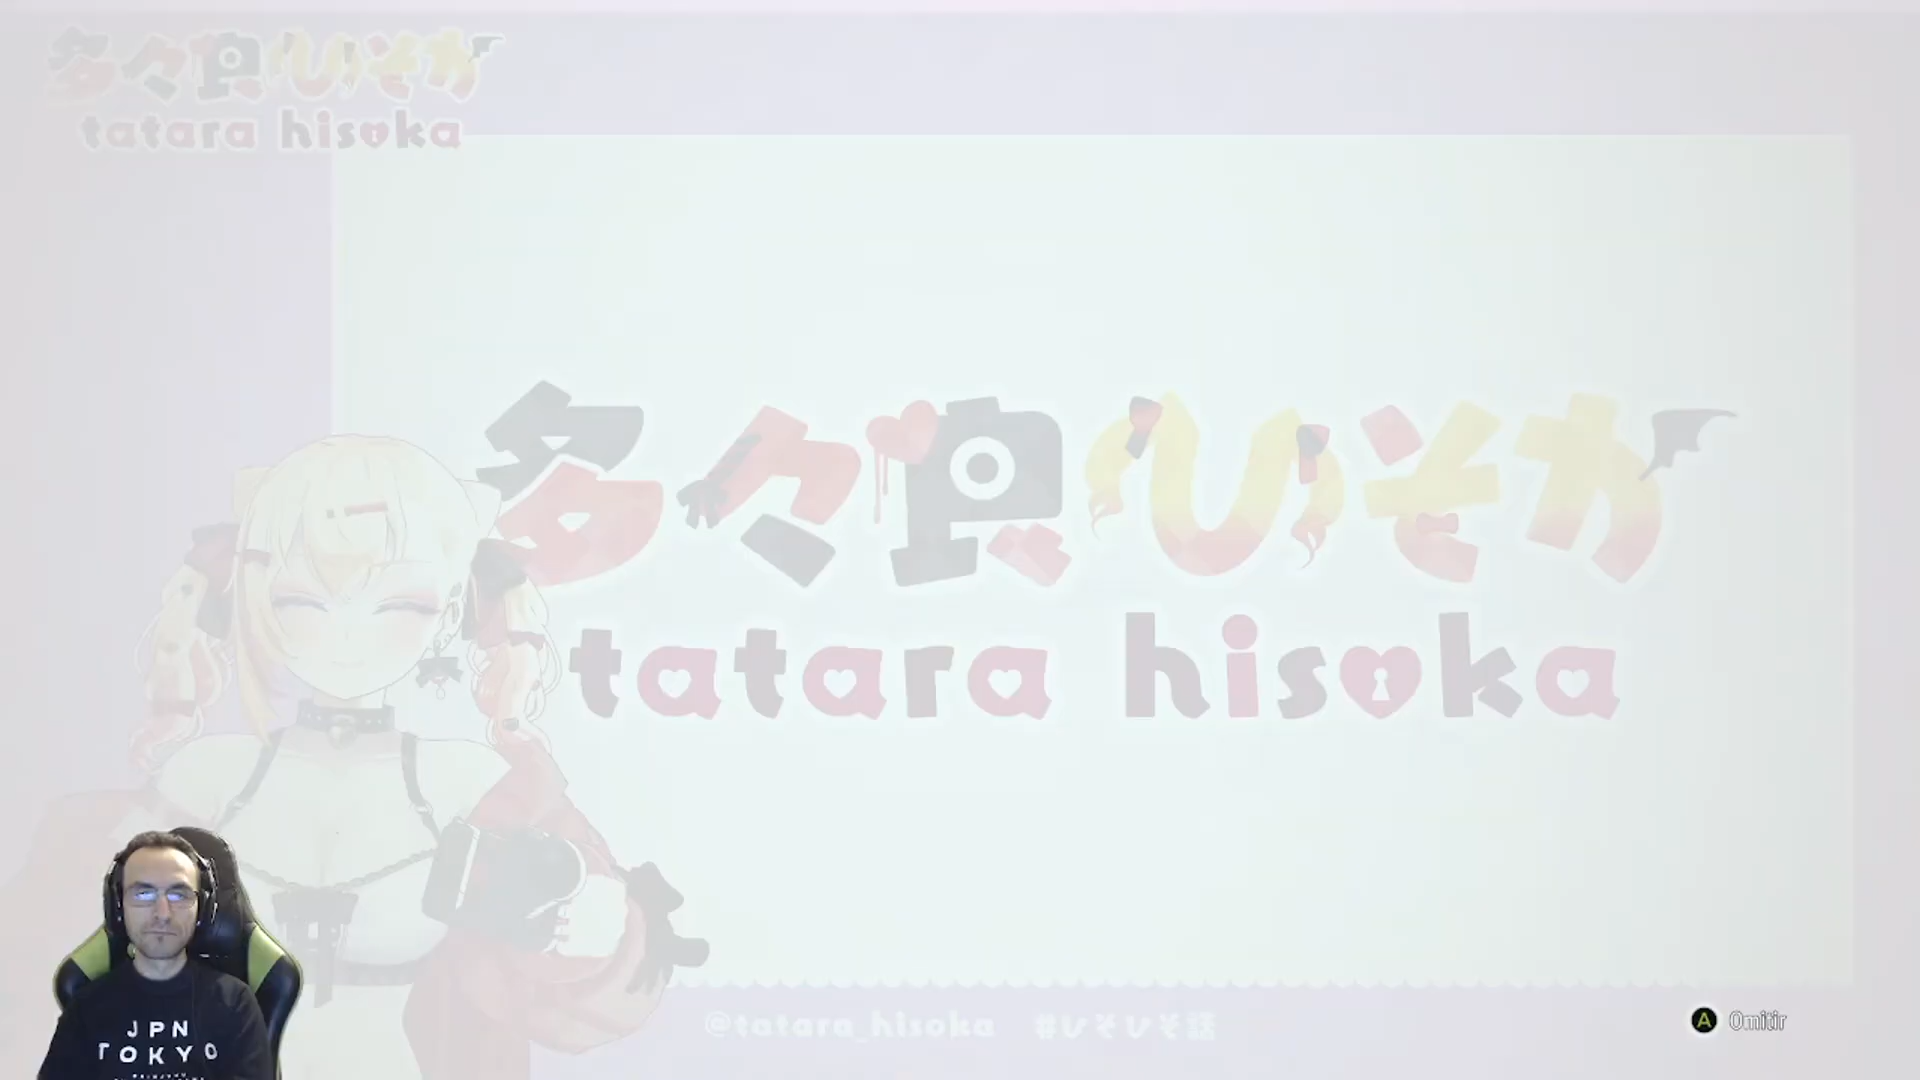 多々良ひそか
tatara hisoka
多々良ひそか
tatara hisoka
JPN
TOKYO
@tatara_hisoka #ひそひそ話
A Omitir